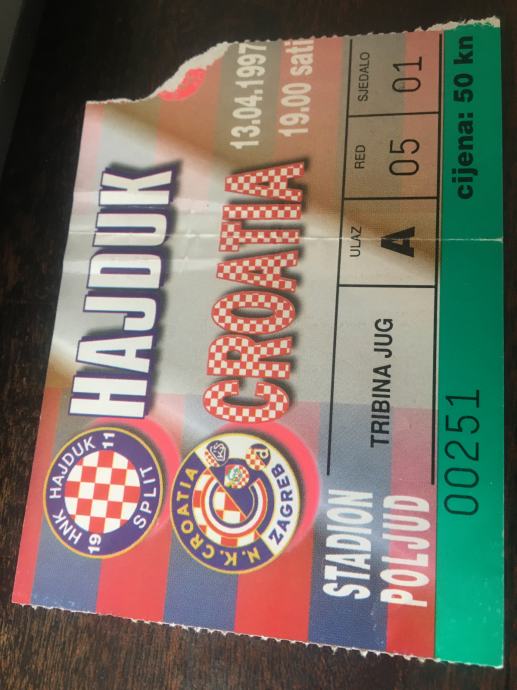 HNK HAJDUK SPLIT
19 11
HAJDUK
N.K. CROATIA
ZAGREB
CROATIA
13.04.1997
19.00 sati
STADION
POLJUD
TRIBINA JUG
ULAZ RED SJEDALO
A 05 01
00251 cijena: 50 kn